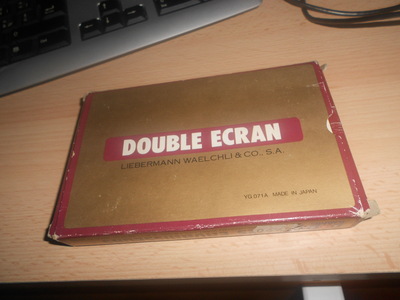 DOUBLE ECRAN
LIEBERMANN WAELCHLI & CO., S.A.
YG 0714 MADE IN JAPAN